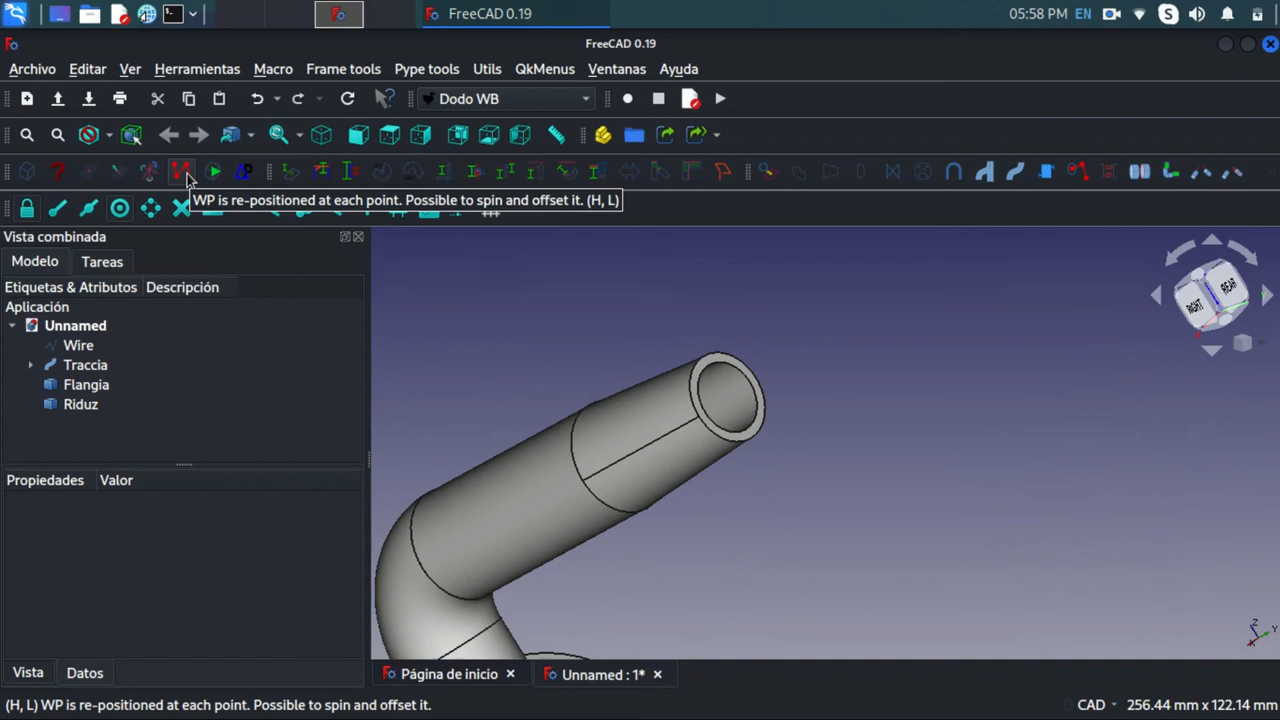 FreeCAD 0.19
05:58 PM EN
FreeCAD 0.19
Archivo Editar Ver Herramientas Macro Frame tools Pype tools Utils QkMenus Ventanas Ayuda
Dodo WB
WP is re-positioned at each point. Possible to spin and offset it. (H, L)
Vista combinada
Modelo Tareas
Etiquetas & Atributos Descripción
Aplicación
Unnamed
Wire
Traccia
Flangia
Riduz
Propiedades Valor
RIGHT REAR
Z Y X
Vista Datos
Página de inicio Unnamed : 1*
(H, L) WP is re-positioned at each point. Possible to spin and offset it.
CAD 256.44 mm x 122.14 mm